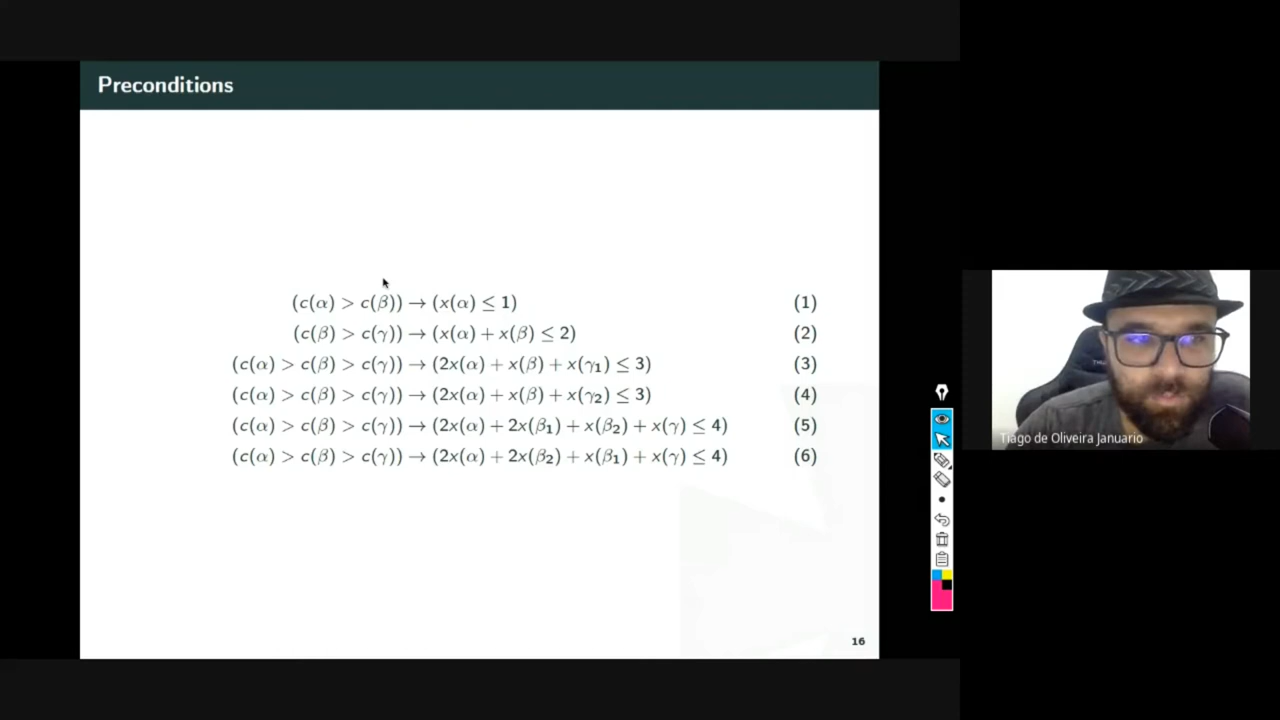 Preconditions
(c(α) > c(β)) → (x(α) ≤ 1) (1)
(c(β) > c(γ)) → (x(α) + x(β) ≤ 2) (2)
(c(α) > c(β) > c(γ)) → (2x(α) + x(β) + x(γ₁) ≤ 3) (3)
(c(α) > c(β) > c(γ)) → (2x(α) + x(β) + x(γ₂) ≤ 3) (4)
(c(α) > c(β) > c(γ)) → (2x(α) + 2x(β₁) + x(β₂) + x(γ) ≤ 4) (5)
(c(α) > c(β) > c(γ)) → (2x(α) + 2x(β₂) + x(β₁) + x(γ) ≤ 4) (6)
16
Tiago de Oliveira Januario